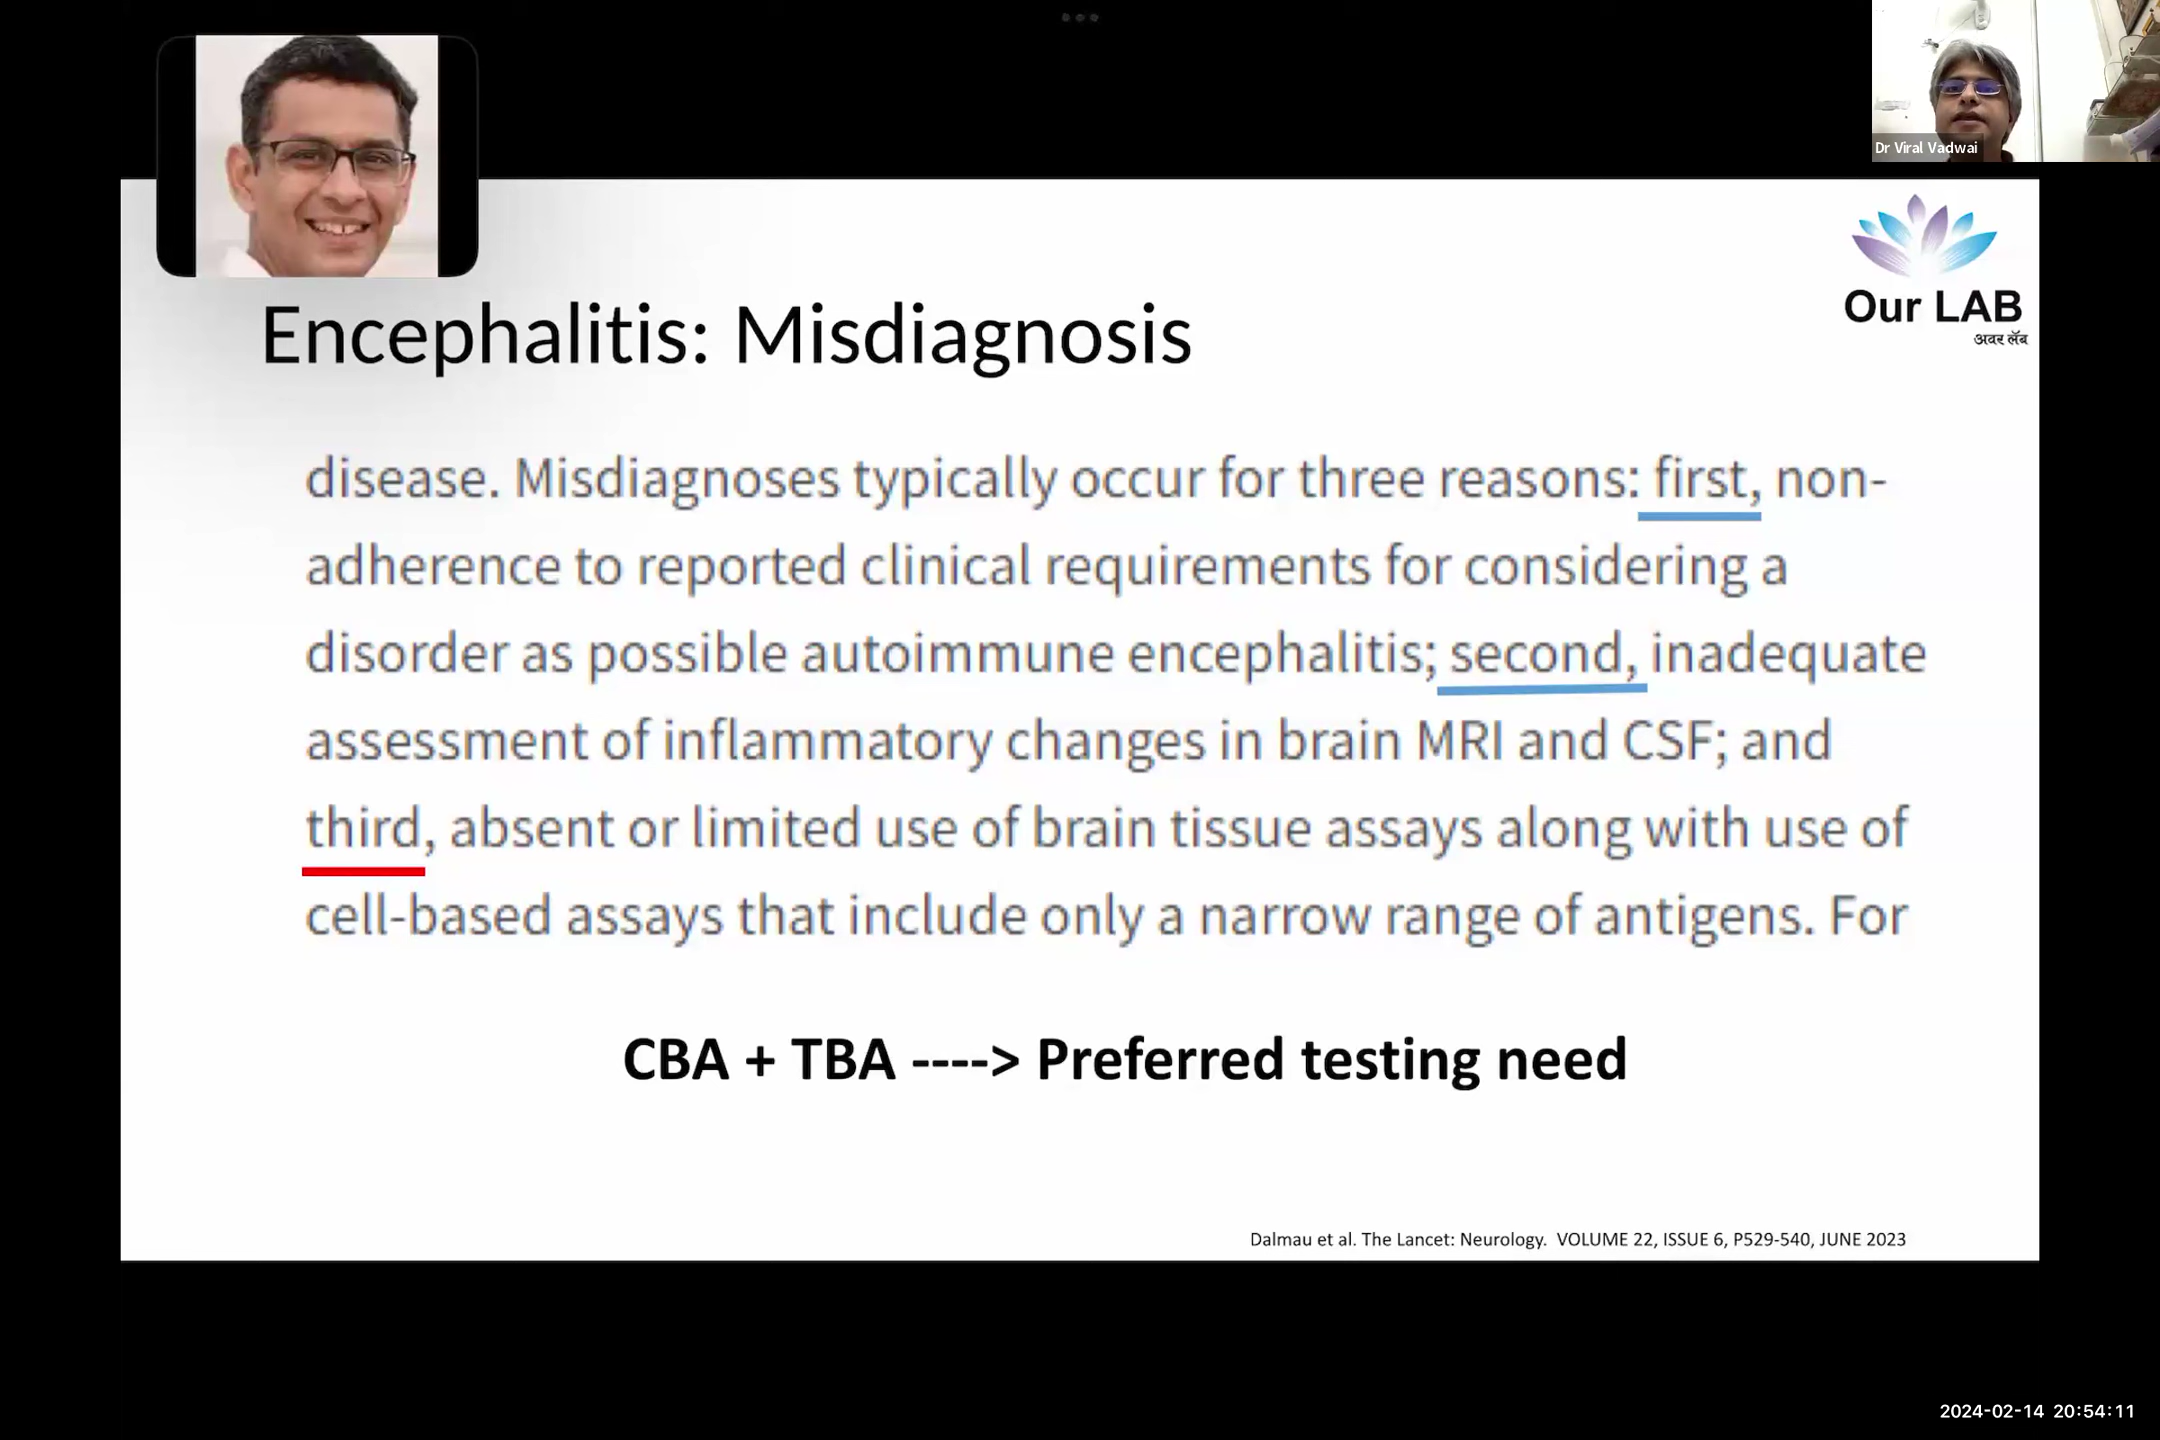 Dr Viral Vadwai
Our LAB
अवर लॅब
Encephalitis: Misdiagnosis
disease. Misdiagnoses typically occur for three reasons: first, non-
adherence to reported clinical requirements for considering a
disorder as possible autoimmune encephalitis; second, inadequate
assessment of inflammatory changes in brain MRI and CSF; and
third, absent or limited use of brain tissue assays along with use of
cell-based assays that include only a narrow range of antigens. For
CBA + TBA ----> Preferred testing need
Dalmau et al. The Lancet: Neurology. VOLUME 22, ISSUE 6, P529-540, JUNE 2023
2024-02-14 20:54:11